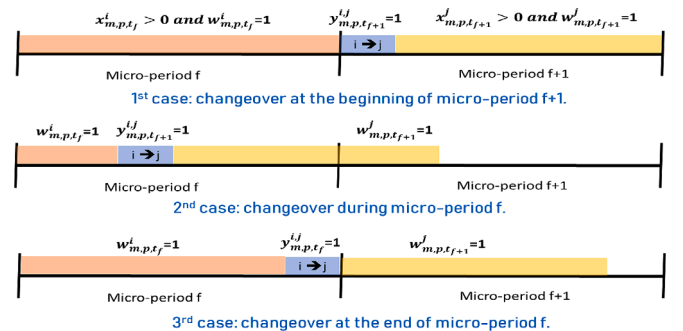 x^i_{m,p,t_f} > 0 and w^i_{m,p,t_f}=1 y^{i,j}_{m,p,t_{f+1}}=1 x^j_{m,p,t_{f+1}} > 0 and w^j_{m,p,t_{f+1}}=1
i → j
Micro-period f Micro-period f+1
1st case: changeover at the beginning of micro-period f+1.
w^i_{m,p,t_f}=1 y^{i,j}_{m,p,t_{f+1}}=1 w^j_{m,p,t_{f+1}}=1
i → j
Micro-period f Micro-period f+1
2nd case: changeover during micro-period f.
w^i_{m,p,t_f}=1 y^{i,j}_{m,p,t_f}=1 w^j_{m,p,t_{f+1}}=1
i → j
Micro-period f Micro-period f+1
3rd case: changeover at the end of micro-period f.